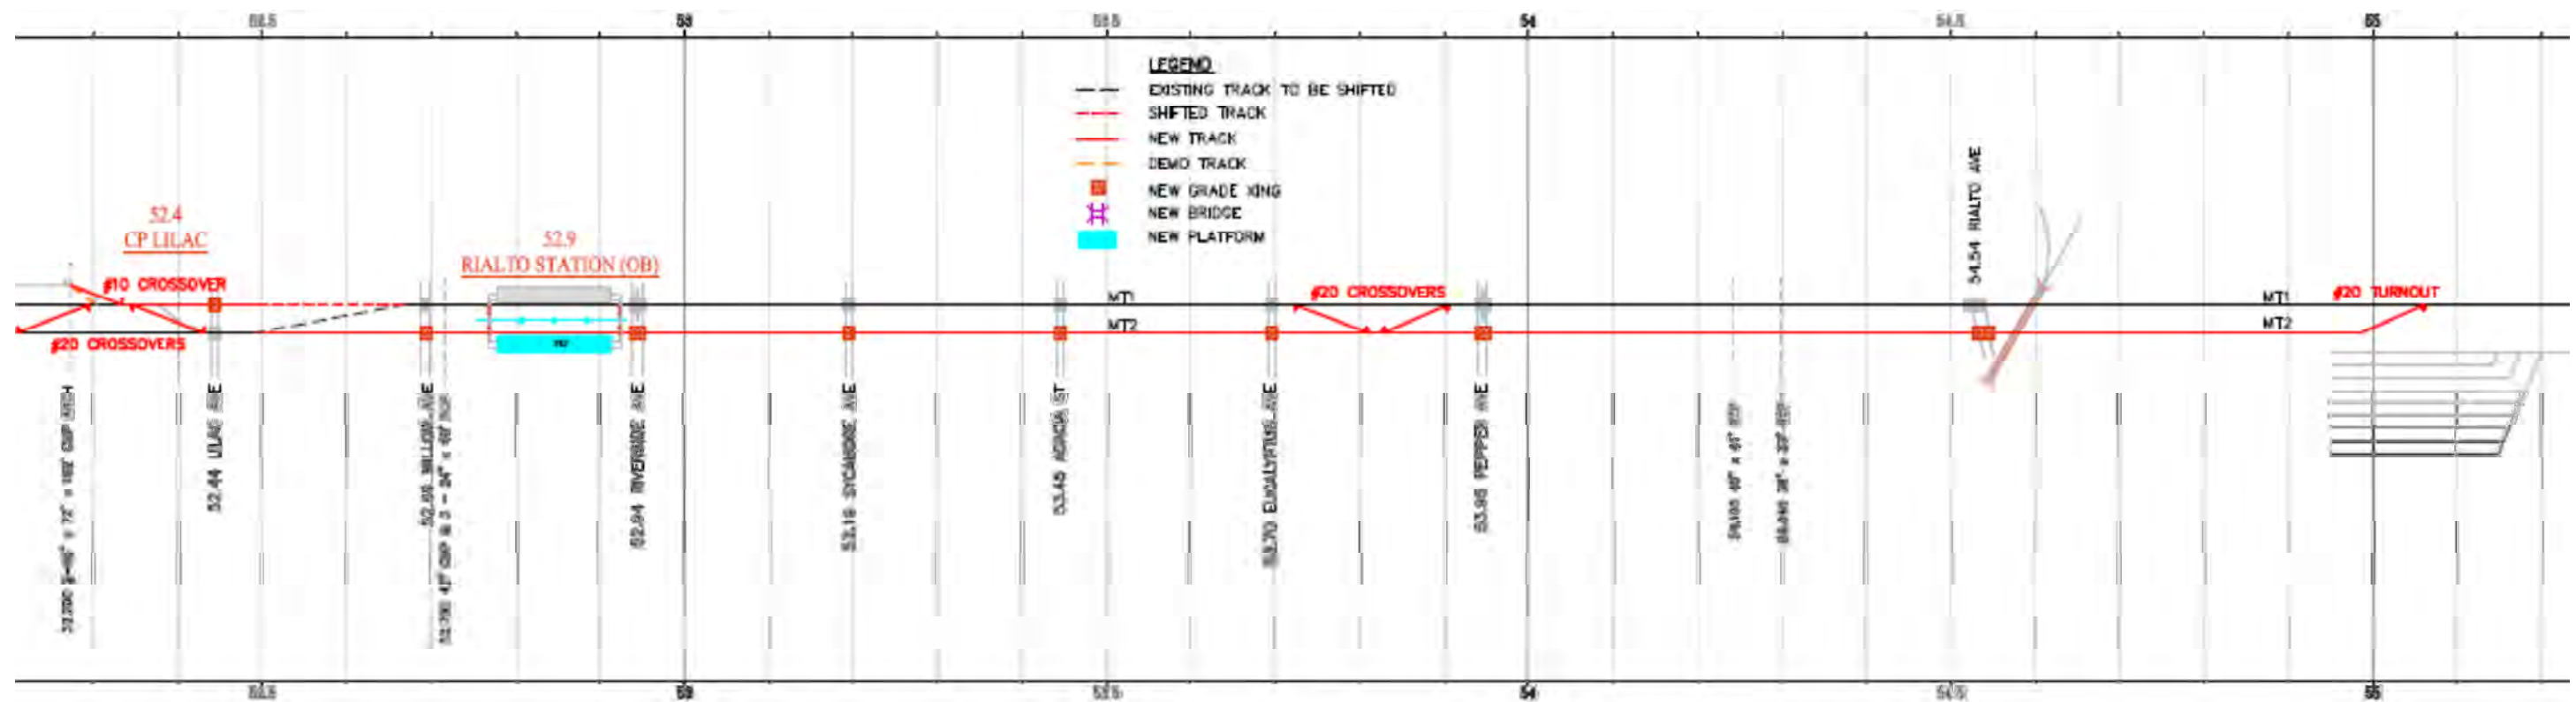 52.5
53
53.5
54
54.5
55
LEGEND
EXISTING TRACK TO BE SHIFTED
SHIFTED TRACK
NEW TRACK
DEMO TRACK
NEW GRADE XING
NEW BRIDGE
NEW PLATFORM
52.4
CP LILAC
52.9
RIALTO STATION (OB)
#10 CROSSOVER
#20 CROSSOVERS
#20 CROSSOVERS
MT1
MT2
MT1
MT2
#20 TURNOUT
54.54 RIALTO AVE
52.44 LILAC AVE
WILLOW AVE
52.94 RIVERSIDE AVE
53.19 SYCAMORE AVE
53.45 ACACIA ST
53.70 EUCALYPTUS AVE
53.95 PEPPER AVE
52.5
53
53.5
54
54.5
55